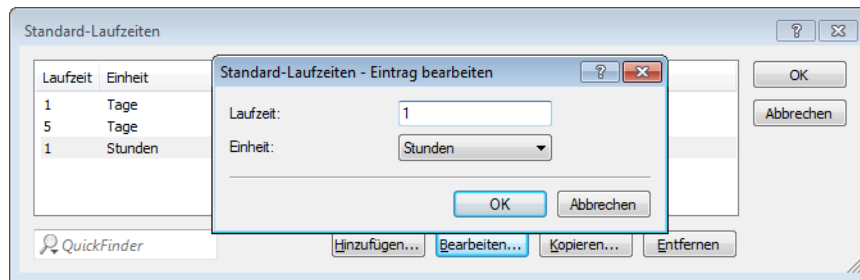 Standard-Laufzeiten
Laufzeit Einheit
1 Tage
5 Tage
1 Stunden
Standard-Laufzeiten - Eintrag bearbeiten
Laufzeit: 1
Einheit: Stunden
OK Abbrechen
OK
Abbrechen
QuickFinder Hinzufügen... Bearbeiten... Kopieren... Entfernen